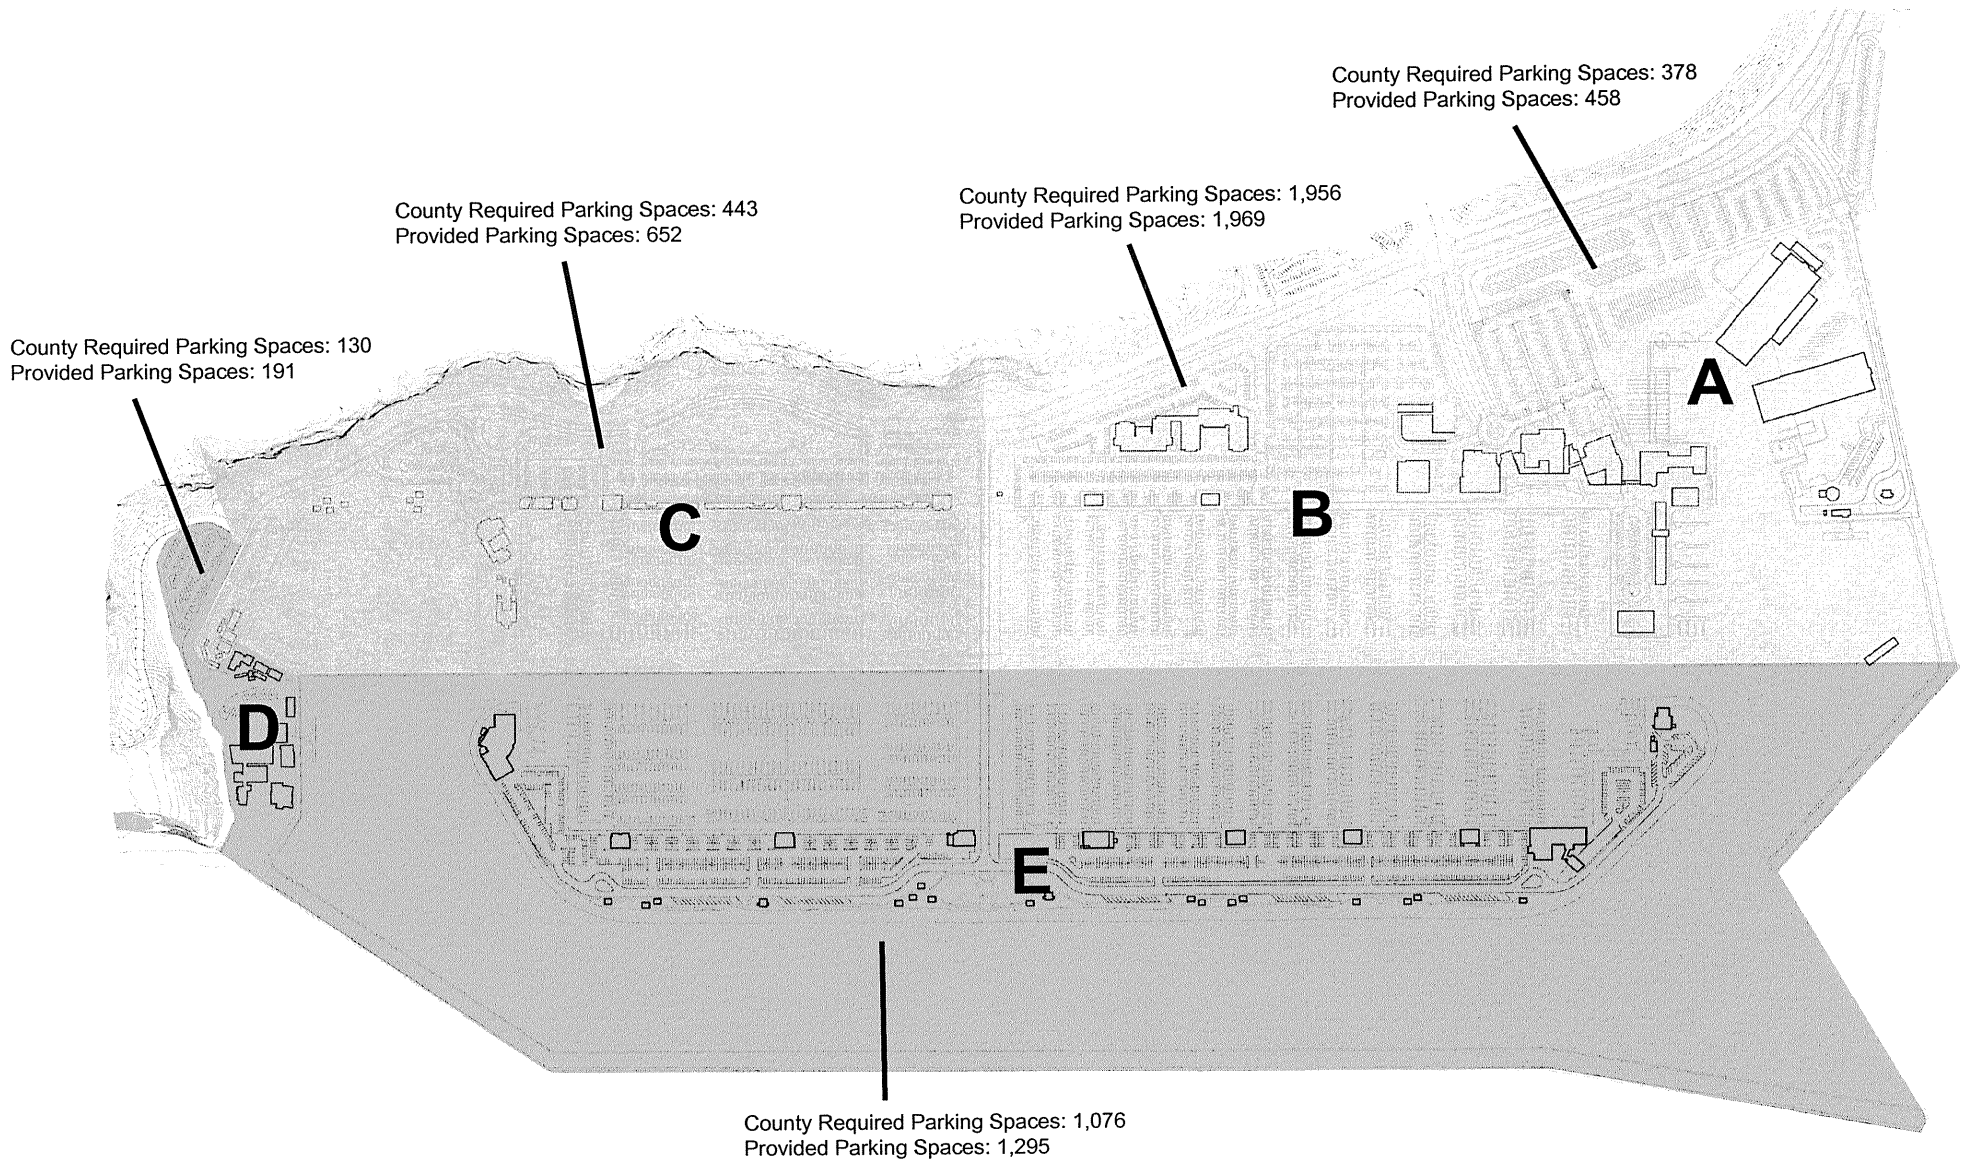 County Required Parking Spaces: 378
Provided Parking Spaces: 458
County Required Parking Spaces: 1,956
Provided Parking Spaces: 1,969
County Required Parking Spaces: 443
Provided Parking Spaces: 652
County Required Parking Spaces: 130
Provided Parking Spaces: 191
A
B
C
D
E
County Required Parking Spaces: 1,076
Provided Parking Spaces: 1,295